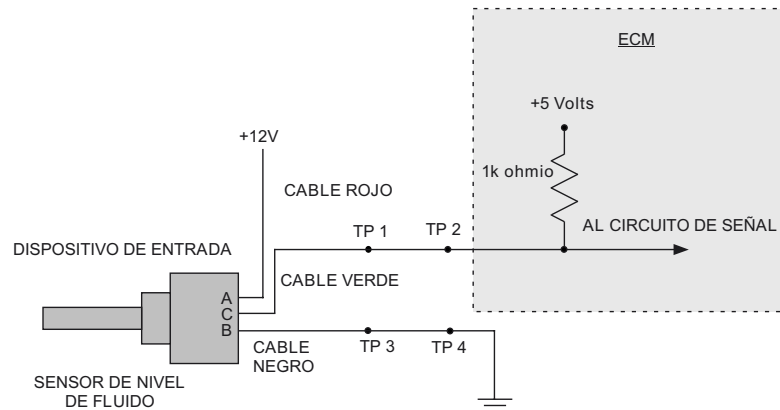 ECM
+5 Volts
+12V
1k ohmio
CABLE ROJO
AL CIRCUITO DE SEÑAL
TP 1
TP 2
DISPOSITIVO DE ENTRADA
CABLE VERDE
A
C
B
CABLE
NEGRO
TP 3
TP 4
SENSOR DE NIVEL
DE FLUIDO